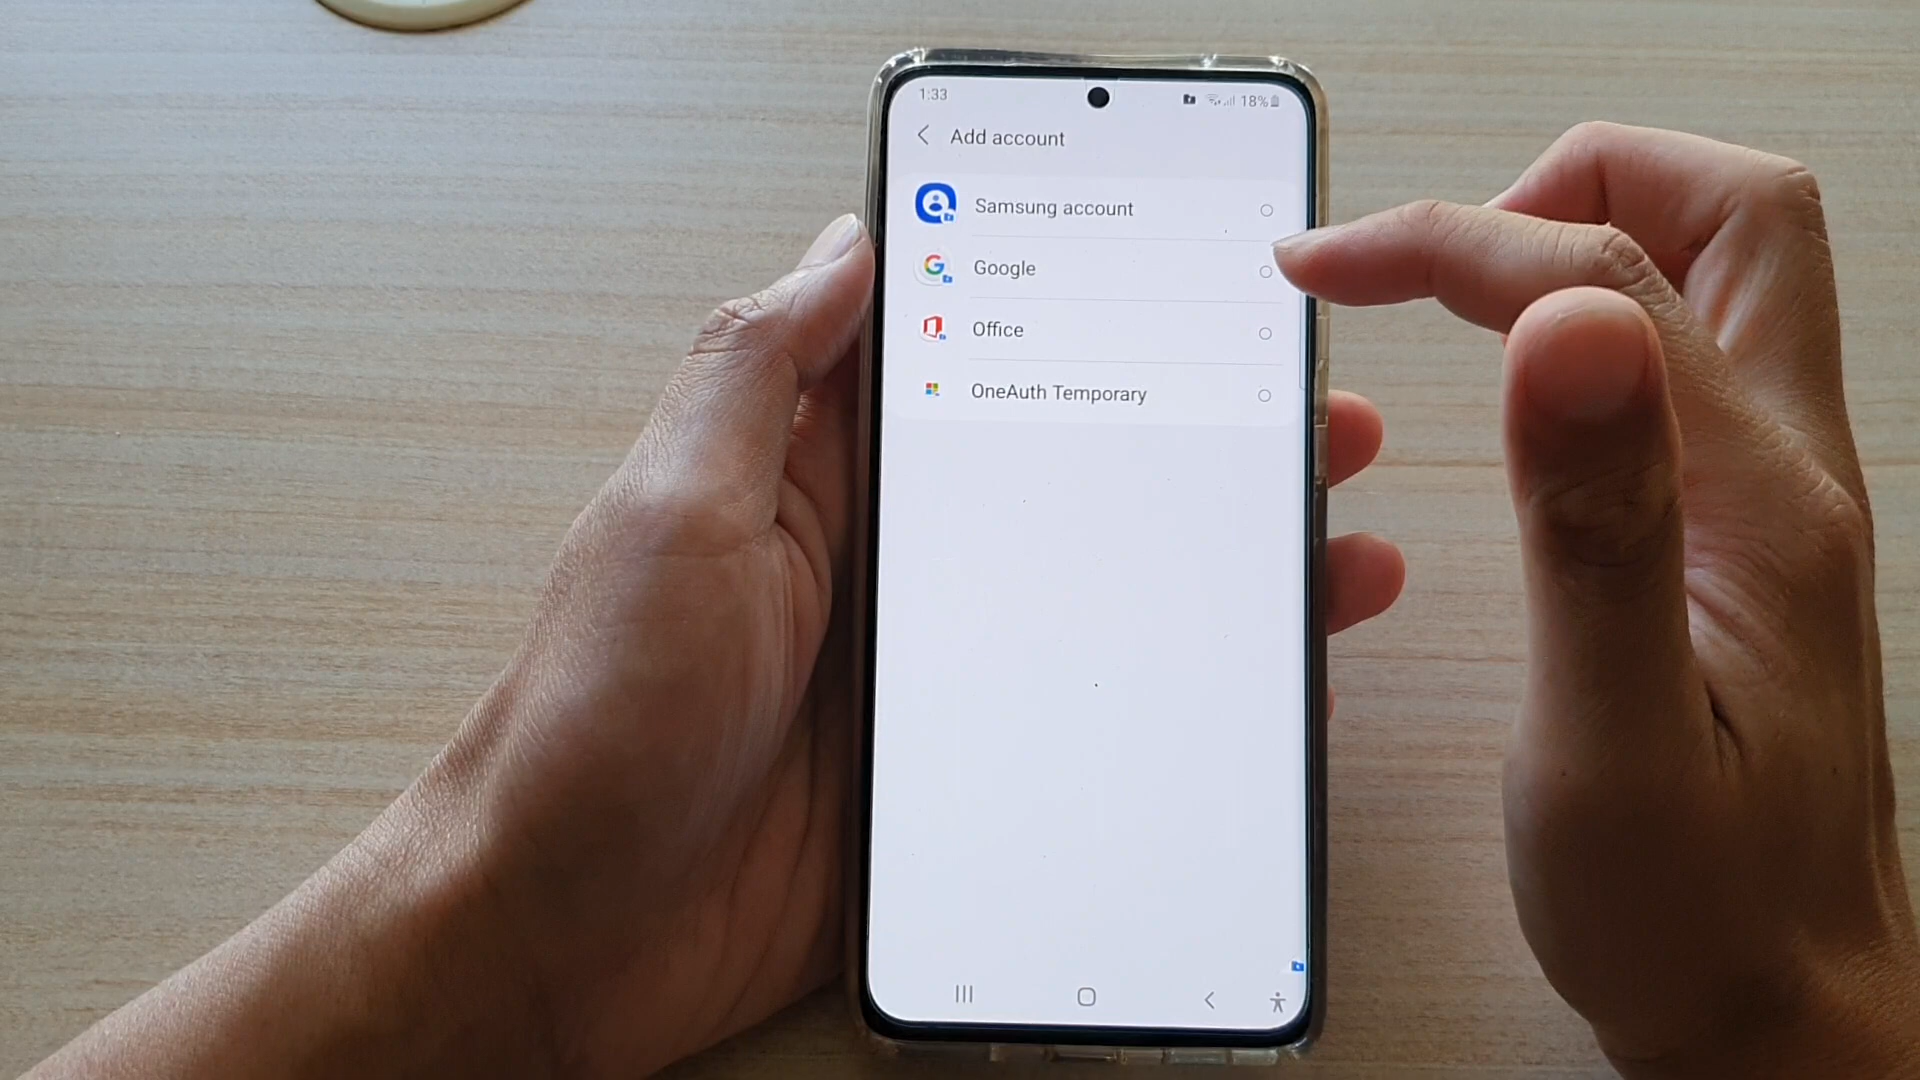 1:33
18%
Add account
Samsung account
Google
Office
OneAuth Temporary